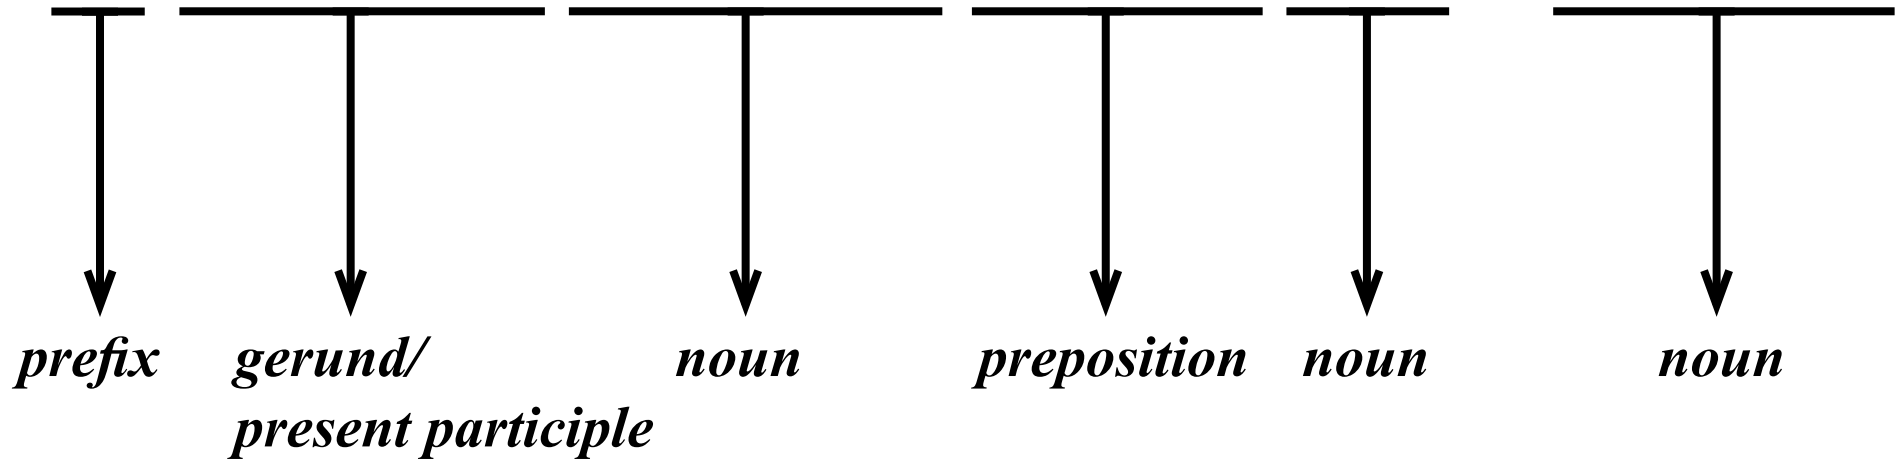 prefix gerund/ noun preposition noun noun
present participle